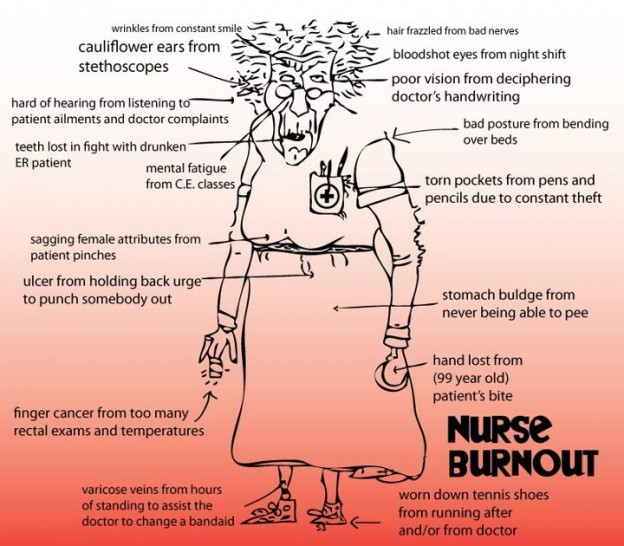 wrinkles from constant smile
hair frazzled from bad nerves
cauliflower ears from
stethoscopes
bloodshot eyes from night shift
poor vision from deciphering
doctor's handwriting
hard of hearing from listening to
patient ailments and doctor complaints
bad posture from bending
over beds
teeth lost in fight with drunken
ER patient
mental fatigue
from C.E. classes
torn pockets from pens and
pencils due to constant theft
sagging female attributes from
patient pinches
ulcer from holding back urge
to punch somebody out
stomach buldge from
never being able to pee
hand lost from
(99 year old)
patient's bite
finger cancer from too many
rectal exams and temperatures
NURSE
BURNOUT
varicose veins from hours
of standing to assist the
doctor to change a bandaid
worn down tennis shoes
from running after
and/or from doctor